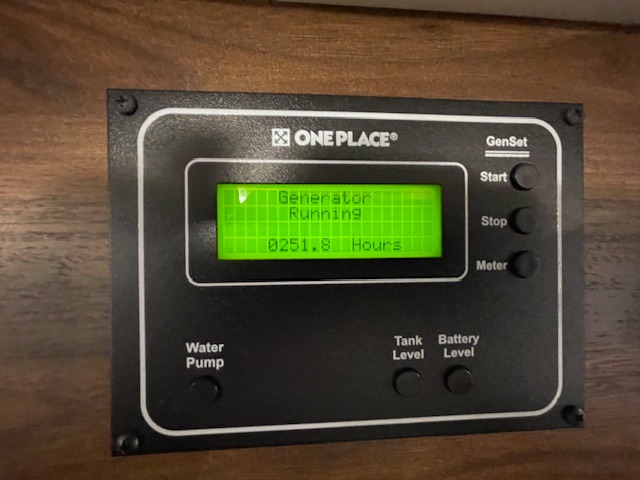 ONE PLACE®
GenSet
Start
Generator
Running
Stop
0251.8 Hours
Meter
Water
Pump
Tank
Level
Battery
Level